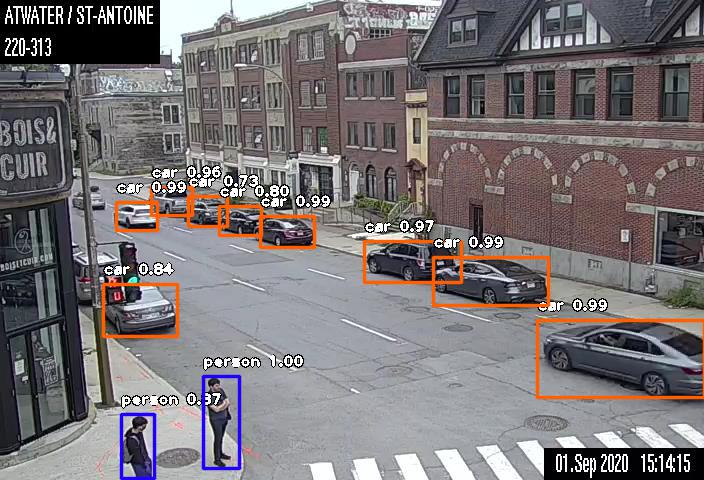 ATWATER / ST-ANTOINE
220-313
BOIS&
CUIR
car 0.96
car 0.99
car 0.73
car 0.80
car 0.99
car 0.97
car 0.99
car 0.84
car 0.99
person 1.00
person 0.87
01.Sep 2020 15:14:15